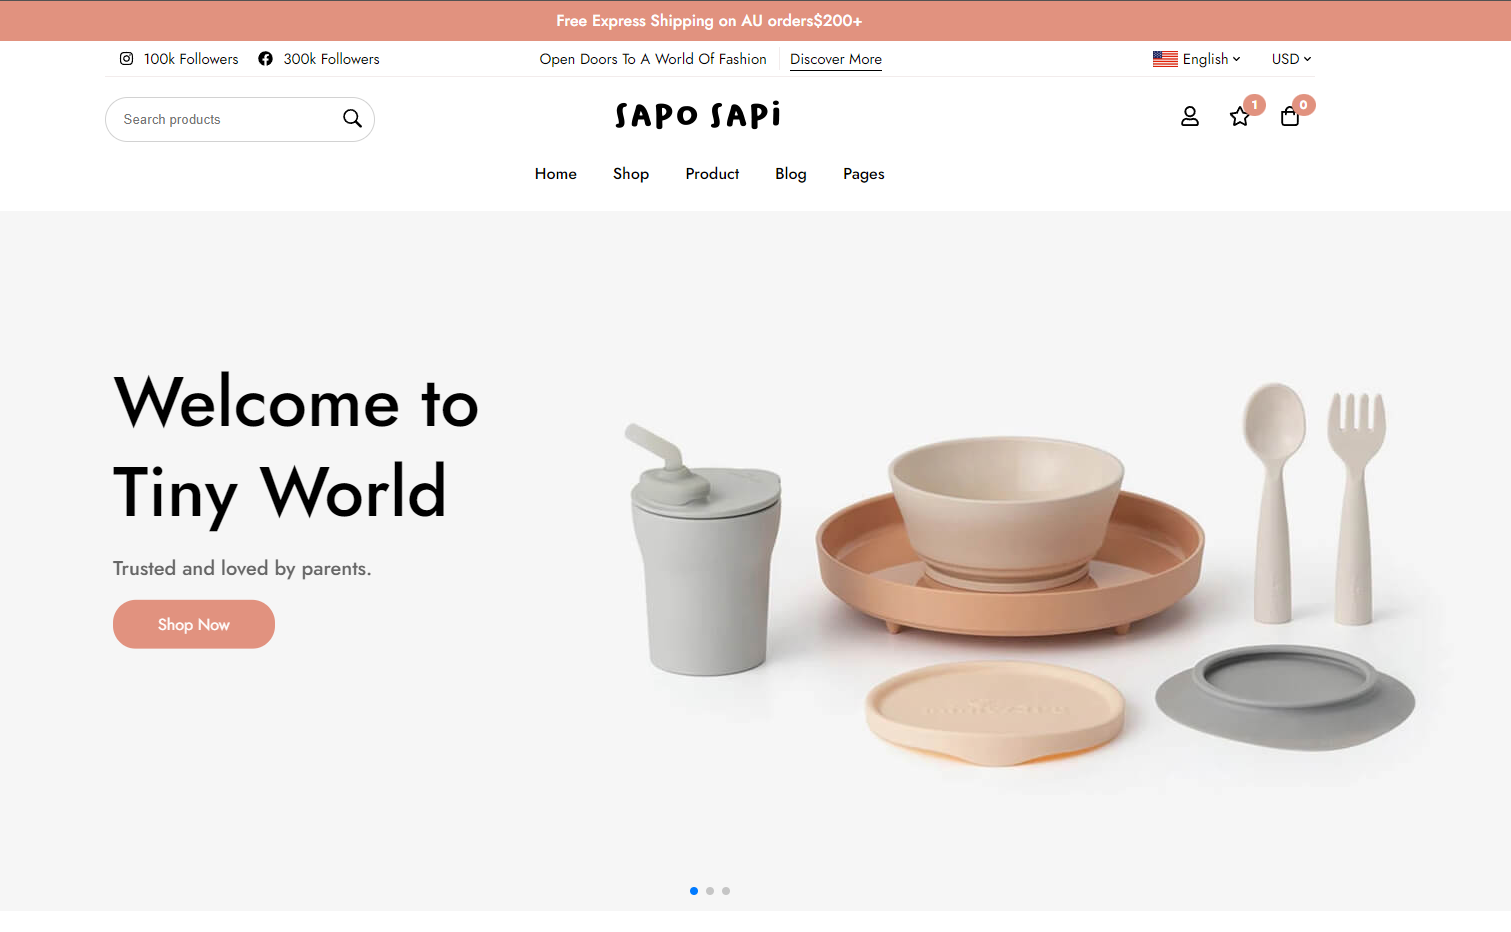 Free Express Shipping on AU orders$200+
100k Followers
300k Followers
Open Doors To A World Of Fashion
Discover More
English
USD
Search products
SAPO SAPi
1
0
Home
Shop
Product
Blog
Pages
Welcome to
Tiny World
Trusted and loved by parents.
Shop Now